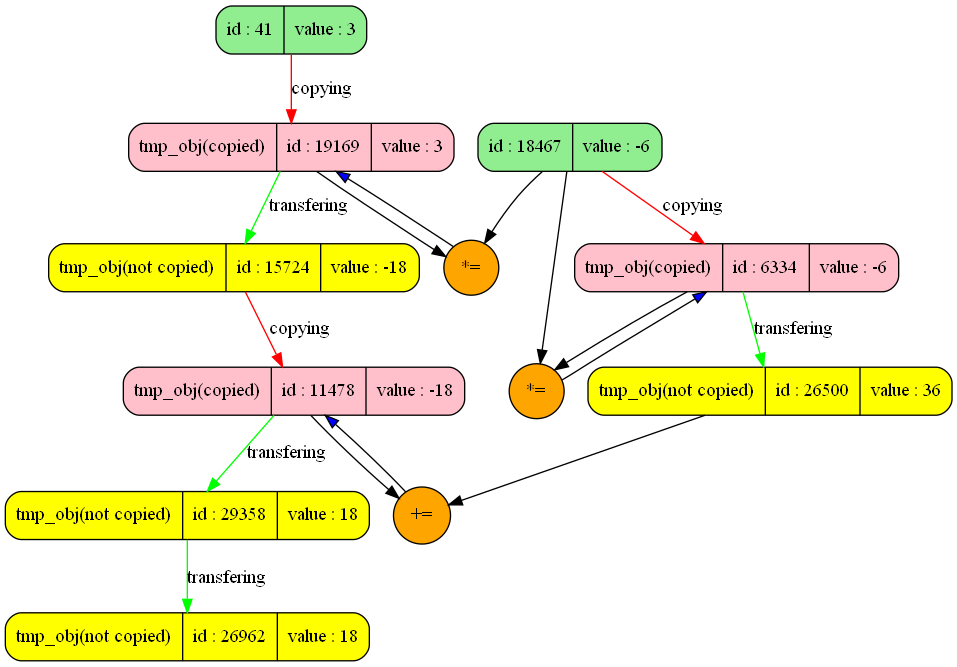 id : 41 value : 3
copying
tmp_obj(copied) id : 19169 value : 3
id : 18467 value : -6
transfering
copying
tmp_obj(not copied) id : 15724 value : -18
*=
tmp_obj(copied) id : 6334 value : -6
copying
transfering
tmp_obj(copied) id : 11478 value : -18
*=
tmp_obj(not copied) id : 26500 value : 36
transfering
tmp_obj(not copied) id : 29358 value : 18
+=
transfering
tmp_obj(not copied) id : 26962 value : 18